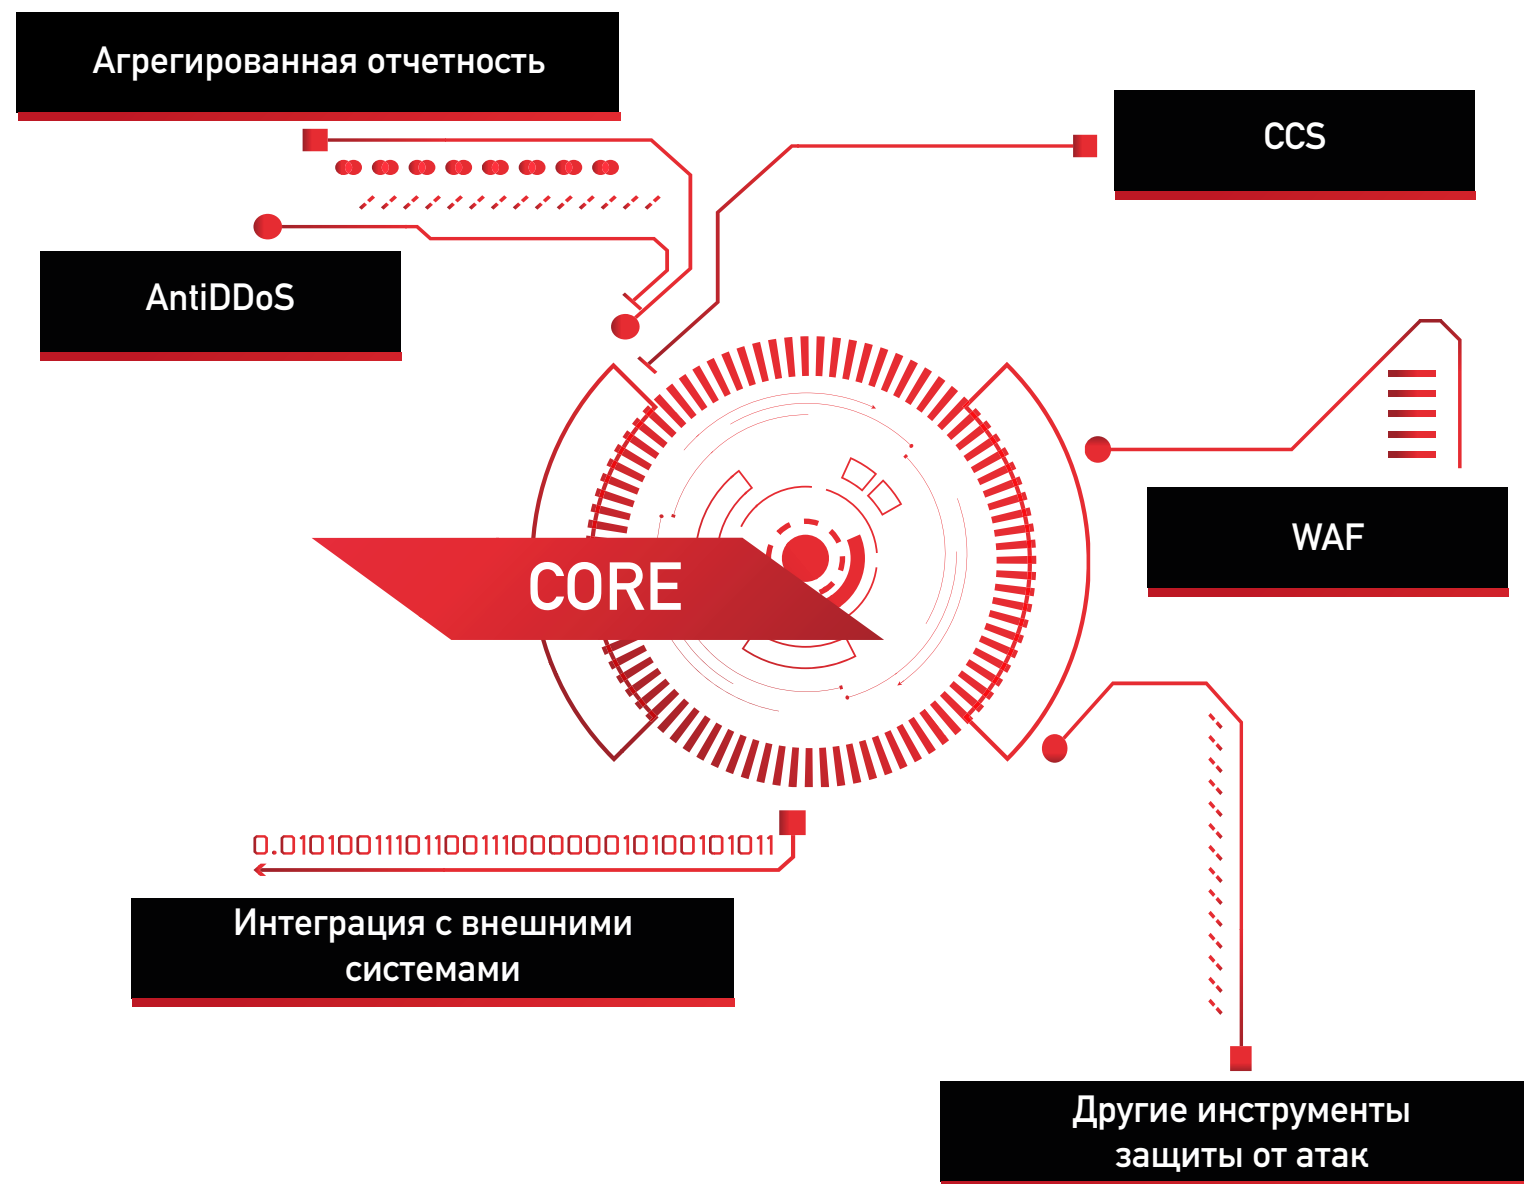 Агрегированная отчетность
CCS
AntiDDoS
WAF
CORE
0.0101001110110011100000010100101011
Интеграция с внешними
системами
Другие инструменты
защиты от атак